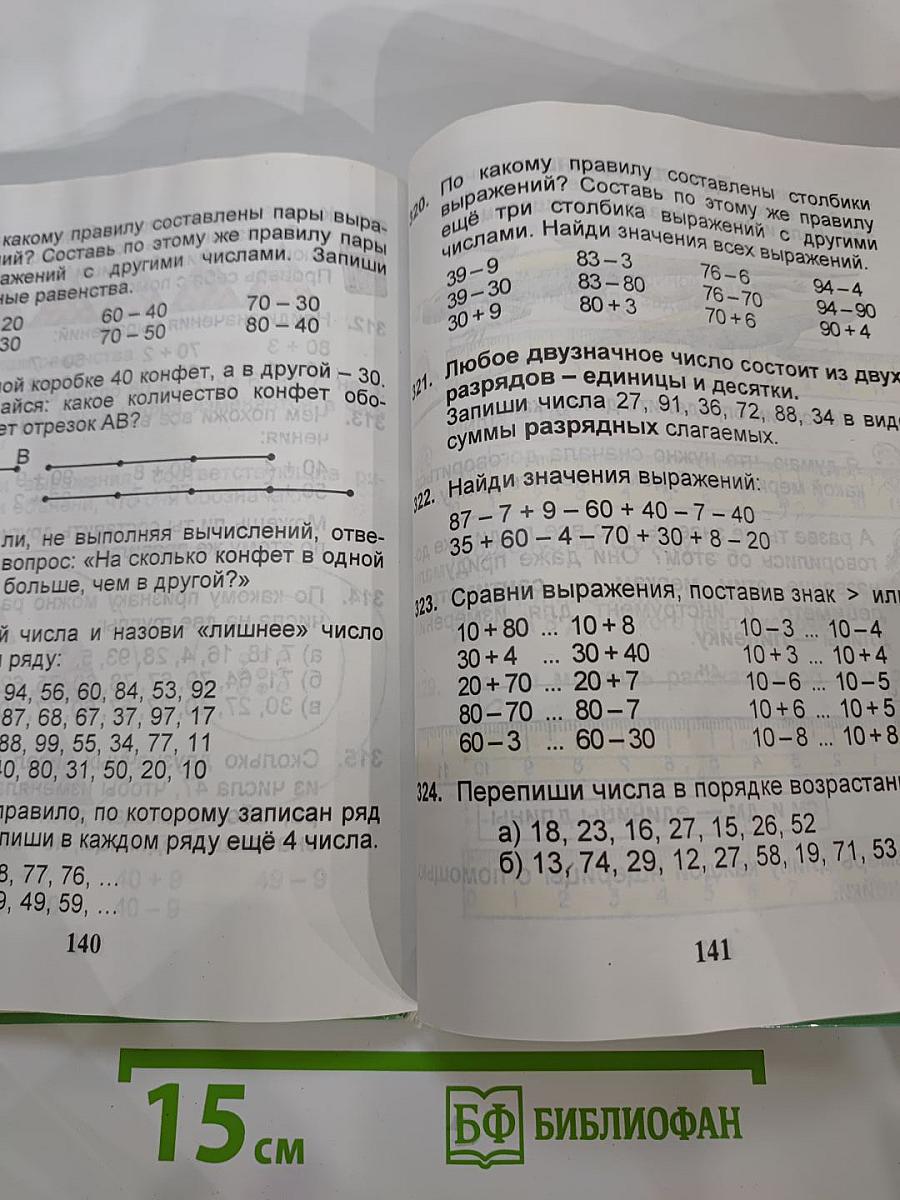 какому правилу составлены пары выра-
ний? Составь по этому же правилу пары
ажений с другими числами. Запиши
ные равенства.
20 60 – 40 70 – 30
30 70 – 50 80 – 40
ной коробке 40 конфет, а в другой – 30.
айся: какое количество конфет обо-
ет отрезок АВ?
В
ли, не выполняя вычислений, отве-
вопрос: «На сколько конфет в одной
больше, чем в другой?»
й числа и назови «лишнее» число
ряду:
94, 56, 60, 84, 53, 92
87, 68, 67, 37, 97, 17
88, 99, 55, 34, 77, 11
40, 80, 31, 50, 20, 10
правило, по которому записан ряд
пиши в каждом ряду ещё 4 числа.
8, 77, 76, ...
9, 49, 59, ...
140
320. По какому правилу составлены столбики
выражений? Составь по этому же правилу
ещё три столбика выражений с другими
числами. Найди значения всех выражений.
39 – 9 83 – 3 76 – 6 94 – 4
39 – 30 83 – 80 76 – 70 94 – 90
30 + 9 80 + 3 70 + 6 90 + 4
321. Любое двузначное число состоит из двух
разрядов – единицы и десятки.
Запиши числа 27, 91, 36, 72, 88, 34 в виде
суммы разрядных слагаемых.
322. Найди значения выражений:
87 – 7 + 9 – 60 + 40 – 7 – 40
35 + 60 – 4 – 70 + 30 + 8 – 20
323. Сравни выражения, поставив знак > или
10 + 80 ... 10 + 8 10 – 3 ... 10 – 4
30 + 4 ... 30 + 40 10 + 3 ... 10 + 4
20 + 70 ... 20 + 7 10 – 6 ... 10 – 5
80 – 70 ... 80 – 7 10 + 6 ... 10 + 5
60 – 3 ... 60 – 30 10 – 8 ... 10 + 8
324. Перепиши числа в порядке возрастан
а) 18, 23, 16, 27, 15, 26, 52
б) 13, 74, 29, 12, 27, 58, 19, 71, 53
141
15 см
БФ БИБЛИОФАН